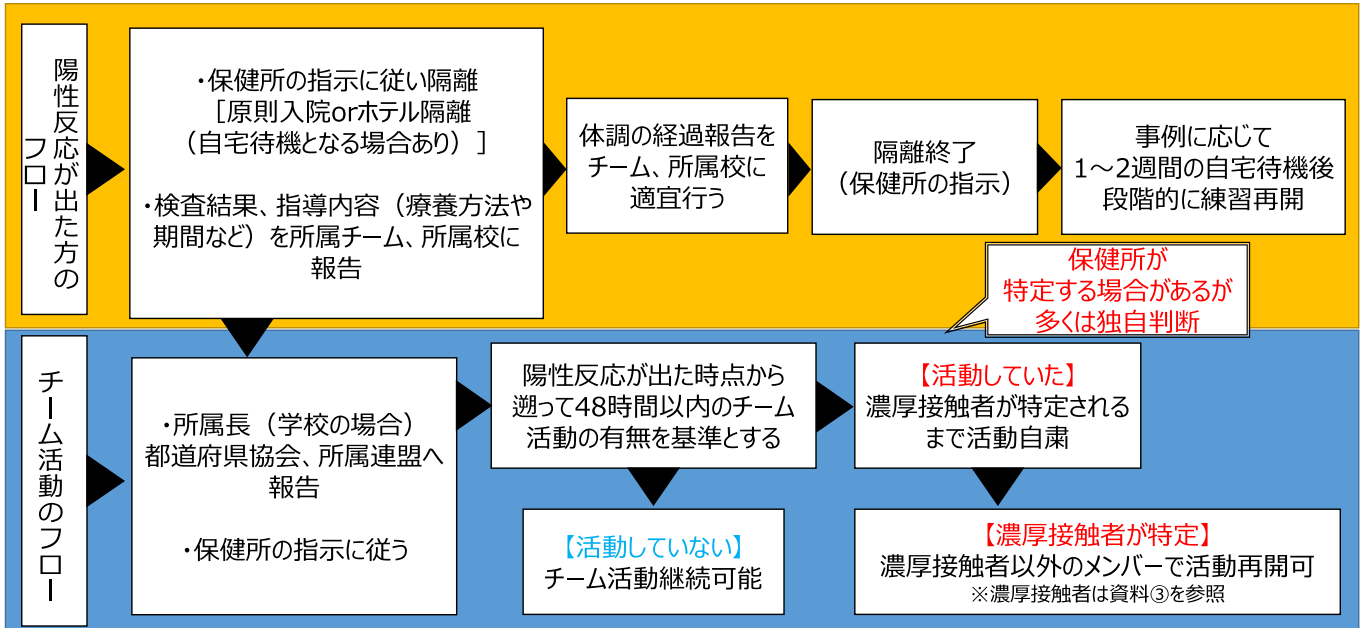 陽性反応が出た方の
フロー
・保健所の指示に従い隔離
[原則入院orホテル隔離
（自宅待機となる場合あり）]
・検査結果、指導内容（療養方法や
期間など）を所属チーム、所属校に
報告
体調の経過報告を
チーム、所属校に
適宜行う
隔離終了
（保健所の指示）
事例に応じて
1～2週間の自宅待機後
段階的に練習再開
保健所が
特定する場合があるが
多くは独自判断
チーム活動のフロー
・所属長（学校の場合）
都道府県協会、所属連盟へ
報告
・保健所の指示に従う
陽性反応が出た時点から
遡って48時間以内のチーム
活動の有無を基準とする
【活動していた】
濃厚接触者が特定される
まで活動自粛
【活動していない】
チーム活動継続可能
【濃厚接触者が特定】
濃厚接触者以外のメンバーで活動再開可
※濃厚接触者は資料③を参照